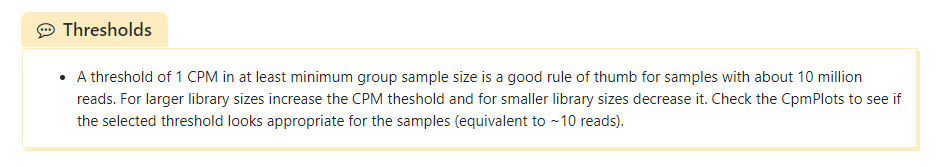 Thresholds
• A threshold of 1 CPM in at least minimum group sample size is a good rule of thumb for samples with about 10 million
reads. For larger library sizes increase the CPM theshold and for smaller library sizes decrease it. Check the CpmPlots to see if
the selected threshold looks appropriate for the samples (equivalent to ~10 reads).